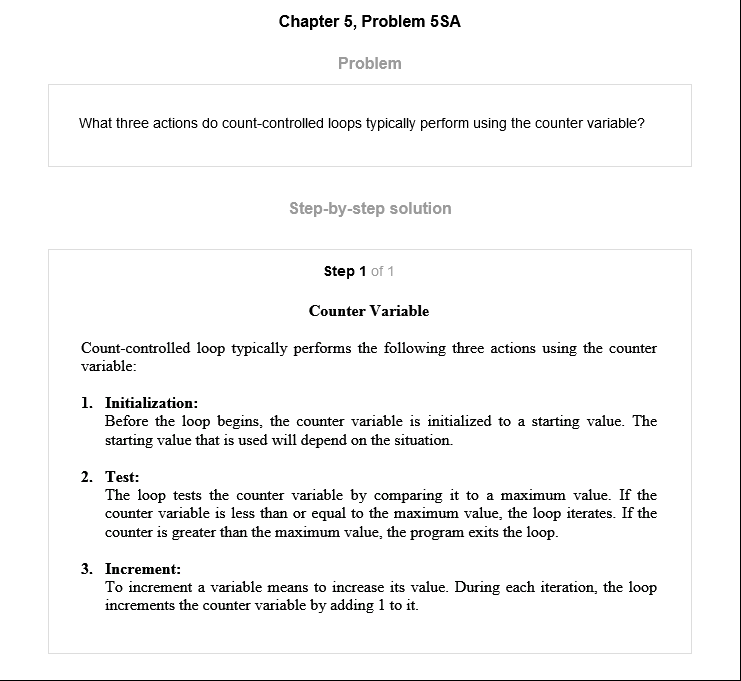 Chapter 5, Problem 5SA
Problem
What three actions do count-controlled loops typically perform using the counter variable?
Step-by-step solution
Step 1 of 1
Counter Variable
Count-controlled loop typically performs the following three actions using the counter
variable:
1. Initialization:
Before the loop begins, the counter variable is initialized to a starting value. The
starting value that is used will depend on the situation.
2. Test:
The loop tests the counter variable by comparing it to a maximum value. If the
counter variable is less than or equal to the maximum value, the loop iterates. If the
counter is greater than the maximum value, the program exits the loop.
3. Increment:
To increment a variable means to increase its value. During each iteration, the loop
increments the counter variable by adding 1 to it.